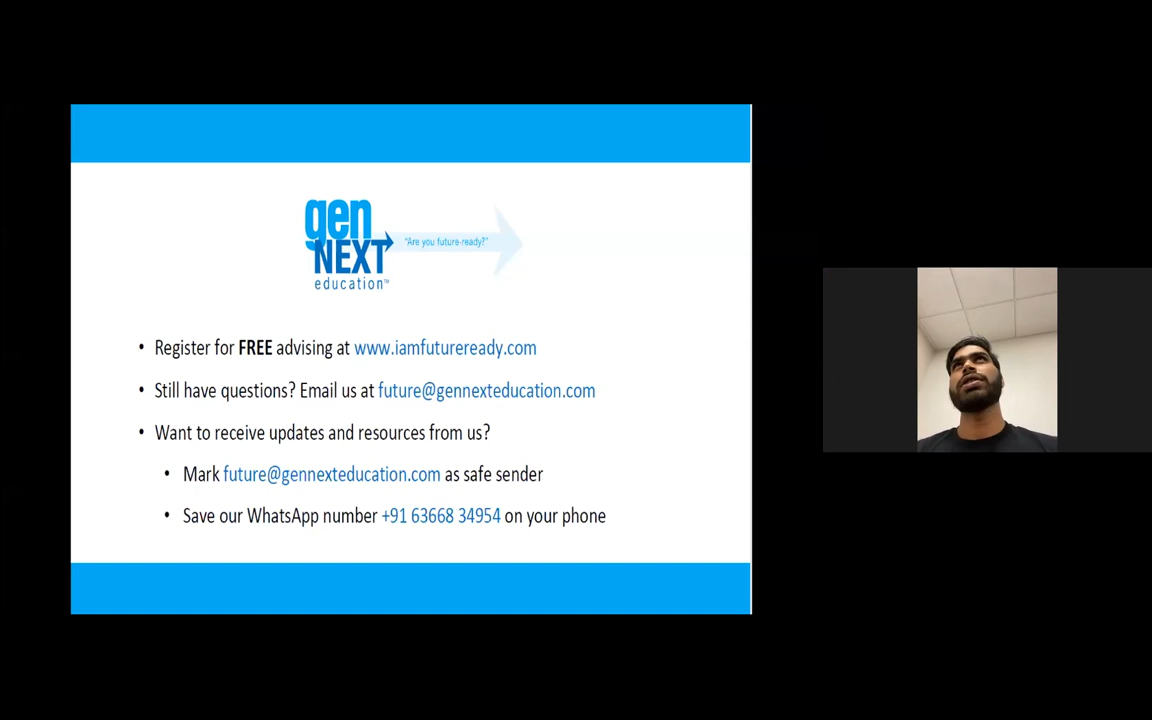 gen
NEXT
education™
"Are you future-ready?"
• Register for FREE advising at www.iamfutureready.com
• Still have questions? Email us at future@gennexteducation.com
• Want to receive updates and resources from us?
• Mark future@gennexteducation.com as safe sender
• Save our WhatsApp number +91 63668 34954 on your phone